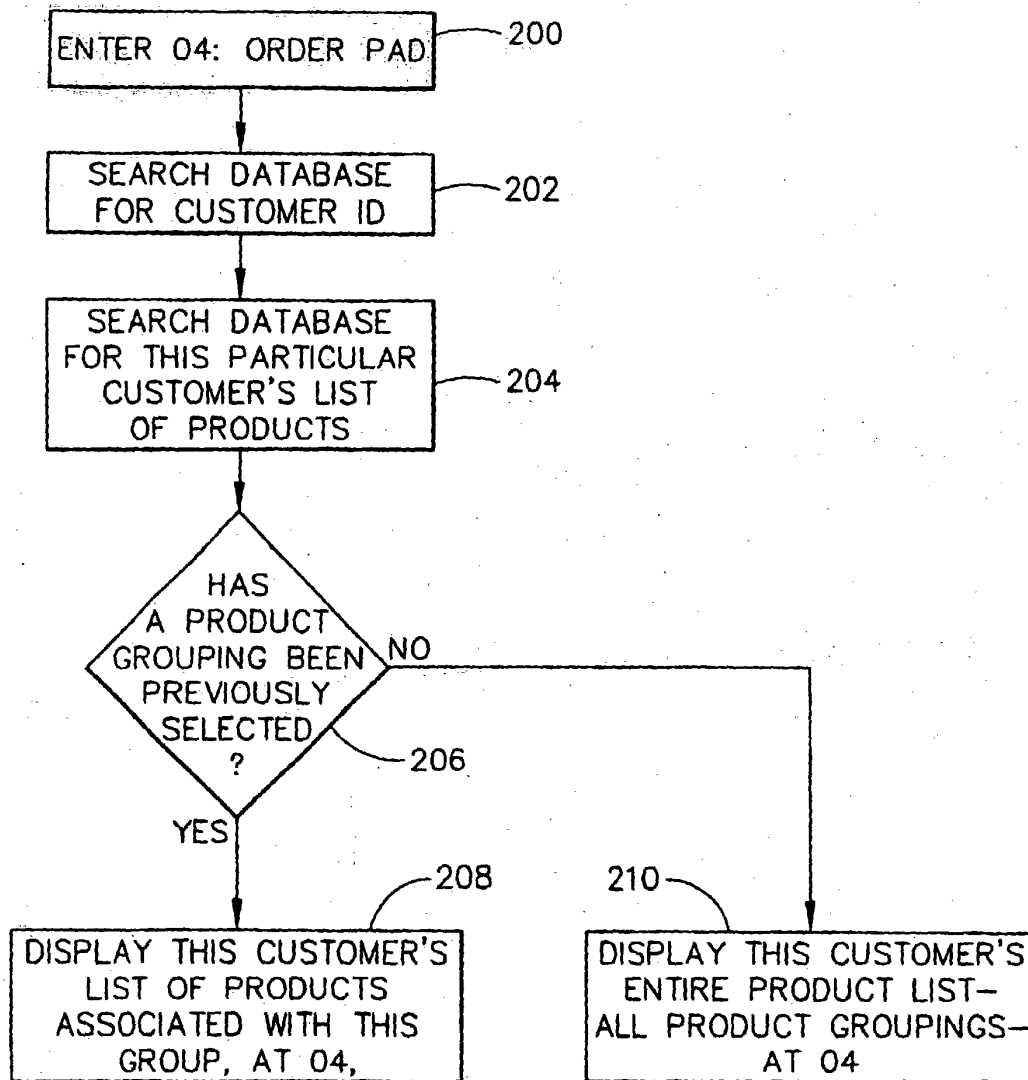 ENTER 04: ORDER PAD
200
SEARCH DATABASE
FOR CUSTOMER ID
202
SEARCH DATABASE
FOR THIS PARTICULAR
CUSTOMER'S LIST
OF PRODUCTS
204
HAS
A PRODUCT
GROUPING BEEN
PREVIOUSLY
SELECTED
?
NO
206
YES
208
210
DISPLAY THIS CUSTOMER'S
LIST OF PRODUCTS
ASSOCIATED WITH THIS
GROUP, AT 04,
DISPLAY THIS CUSTOMER'S
ENTIRE PRODUCT LIST–
ALL PRODUCT GROUPINGS–
AT 04